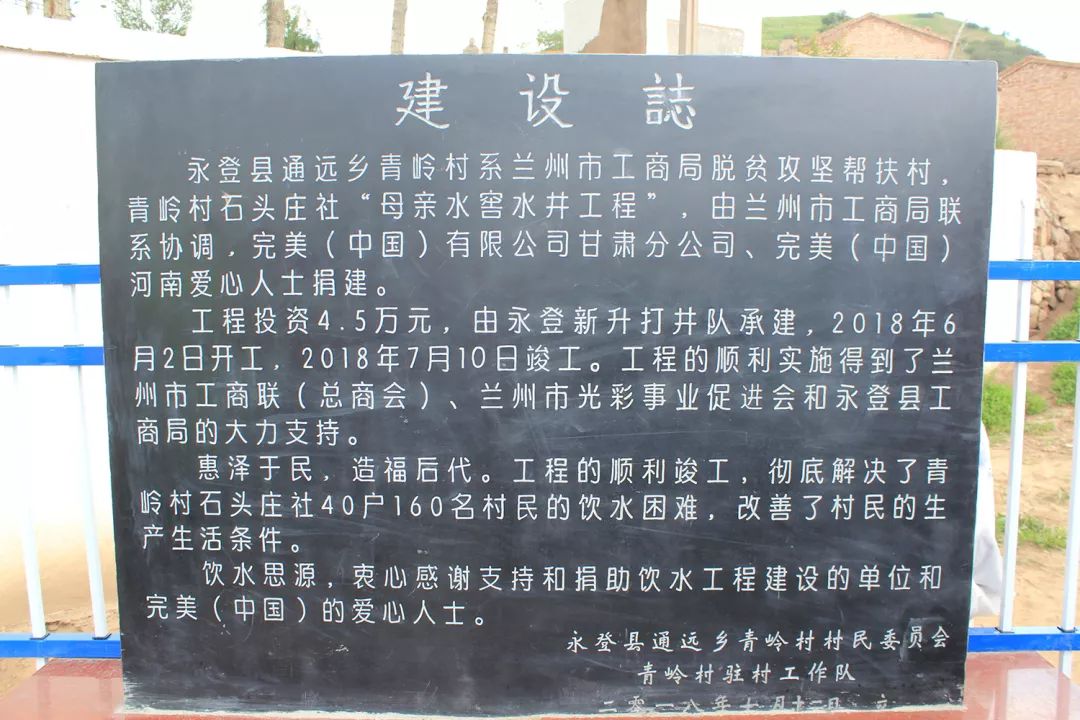 建设誌
永登县通远乡青岭村系兰州市工商局脱贫攻坚帮扶村，
青岭村石头庄社“母亲水窖水井工程”，由兰州市工商局联
系协调，完美（中国）有限公司甘肃分公司、完美（中国）
河南爱心人士捐建。
工程投资4.5万元，由永登新升打井队承建，2018年6
月2日开工，2018年7月10日竣工。工程的顺利实施得到了兰
州市工商联（总商会）、兰州市光彩事业促进会和永登县工
商局的大力支持。
惠泽于民，造福后代。工程的顺利竣工，彻底解决了青
岭村石头庄社40户160名村民的饮水困难，改善了村民的生
产生活条件。
饮水思源，衷心感谢支持和捐助饮水工程建设的单位和
完美（中国）的爱心人士。
永登县通远乡青岭村村民委员会
青岭村驻村工作队
二零一八年七月十二日 立